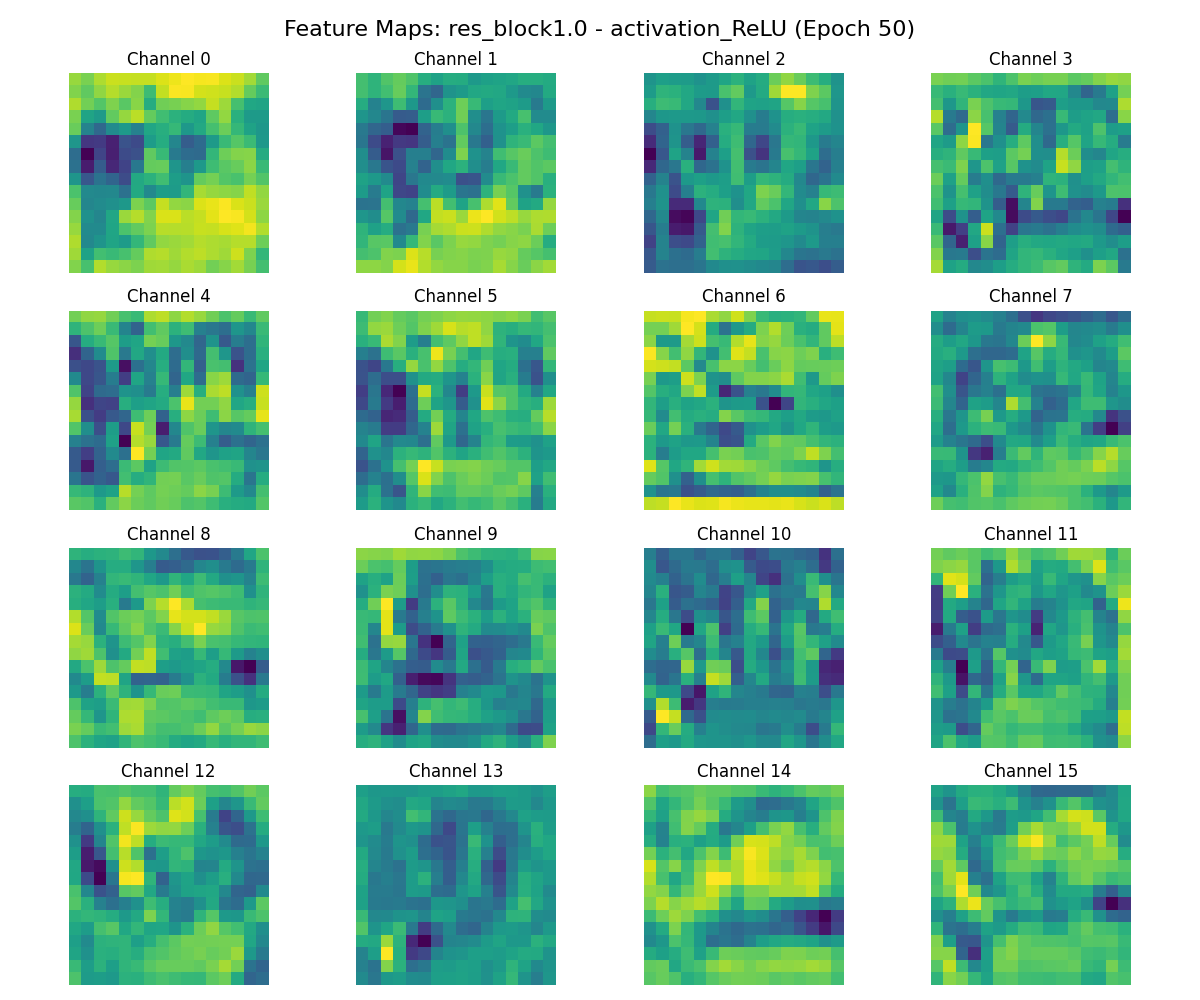 Feature Maps: res_block1.0 - activation_ReLU (Epoch 50)
Channel 0
Channel 1
Channel 2
Channel 3
Channel 4
Channel 5
Channel 6
Channel 7
Channel 8
Channel 9
Channel 10
Channel 11
Channel 12
Channel 13
Channel 14
Channel 15